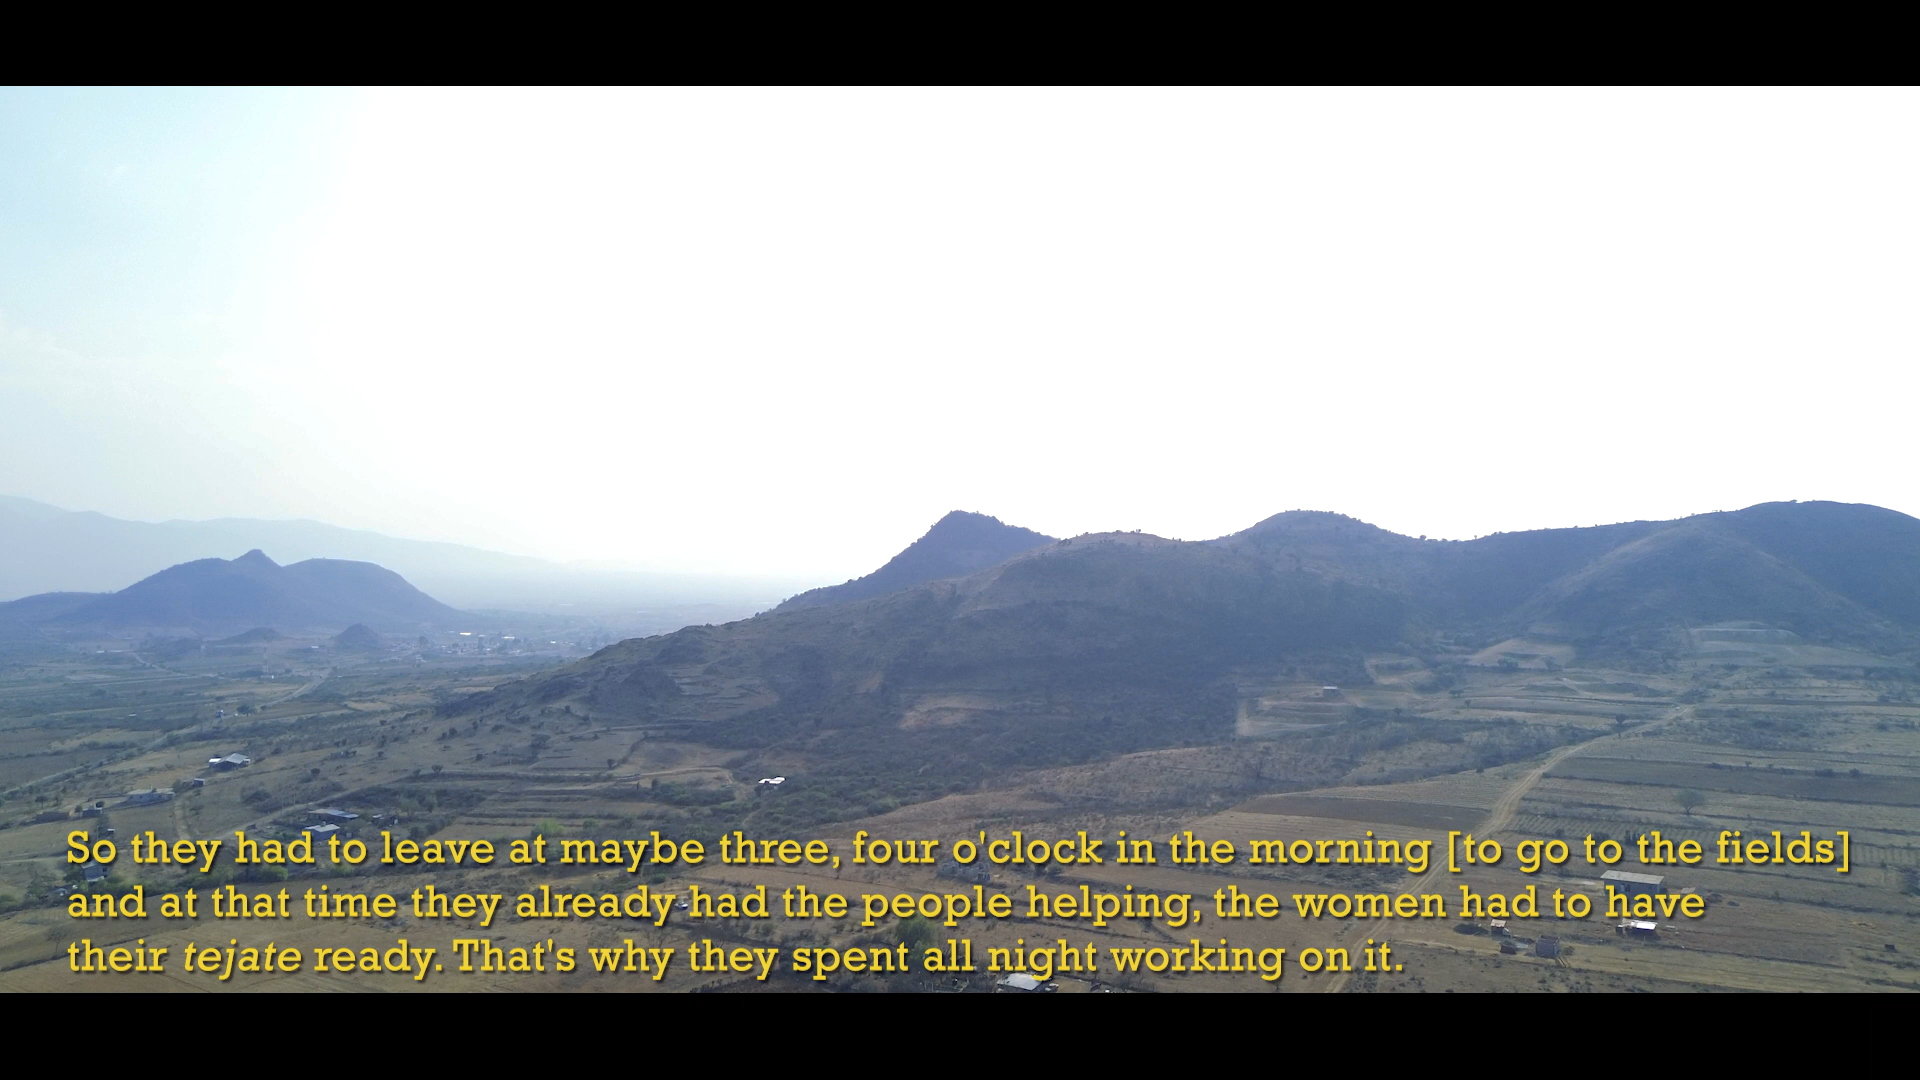 So they had to leave at maybe three, four o'clock in the morning [to go to the fields]
and at that time they already had the people helping, the women had to have
their tejate ready. That's why they spent all night working on it.